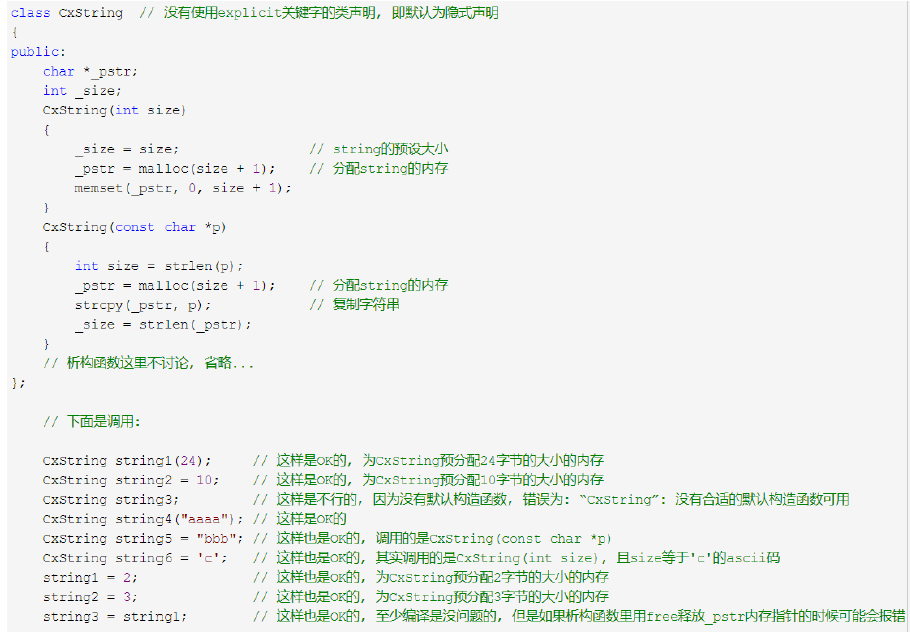 class CxString  // 没有使用explicit关键字的类声明, 即默认为隐式声明
{
public:
    char *_pstr;
    int _size;
    CxString(int size)
    {
        _size = size;                // string的预设大小
        _pstr = malloc(size + 1);    // 分配string的内存
        memset(_pstr, 0, size + 1);
    }
    CxString(const char *p)
    {
        int size = strlen(p);
        _pstr = malloc(size + 1);    // 分配string的内存
        strcpy(_pstr, p);            // 复制字符串
        _size = strlen(_pstr);
    }
    // 析构函数这里不讨论, 省略...
};

    // 下面是调用:

    CxString string1(24);     // 这样是OK的, 为CxString预分配24字节的大小的内存
    CxString string2 = 10;    // 这样是OK的, 为CxString预分配10字节的大小的内存
    CxString string3;         // 这样是不行的, 因为没有默认构造函数, 错误为: “CxString”: 没有合适的默认构造函数可用
    CxString string4("aaaa"); // 这样是OK的
    CxString string5 = "bbb"; // 这样也是OK的, 调用的是CxString(const char *p)
    CxString string6 = 'c';   // 这样也是OK的, 其实调用的是CxString(int size), 且size等于'c'的ascii码
    string1 = 2;              // 这样也是OK的, 为CxString预分配2字节的大小的内存
    string2 = 3;              // 这样也是OK的, 为CxString预分配3字节的大小的内存
    string3 = string1;        // 这样也是OK的, 至少编译是没问题的, 但是如果析构函数里用free释放_pstr内存指针的时候可能会报错